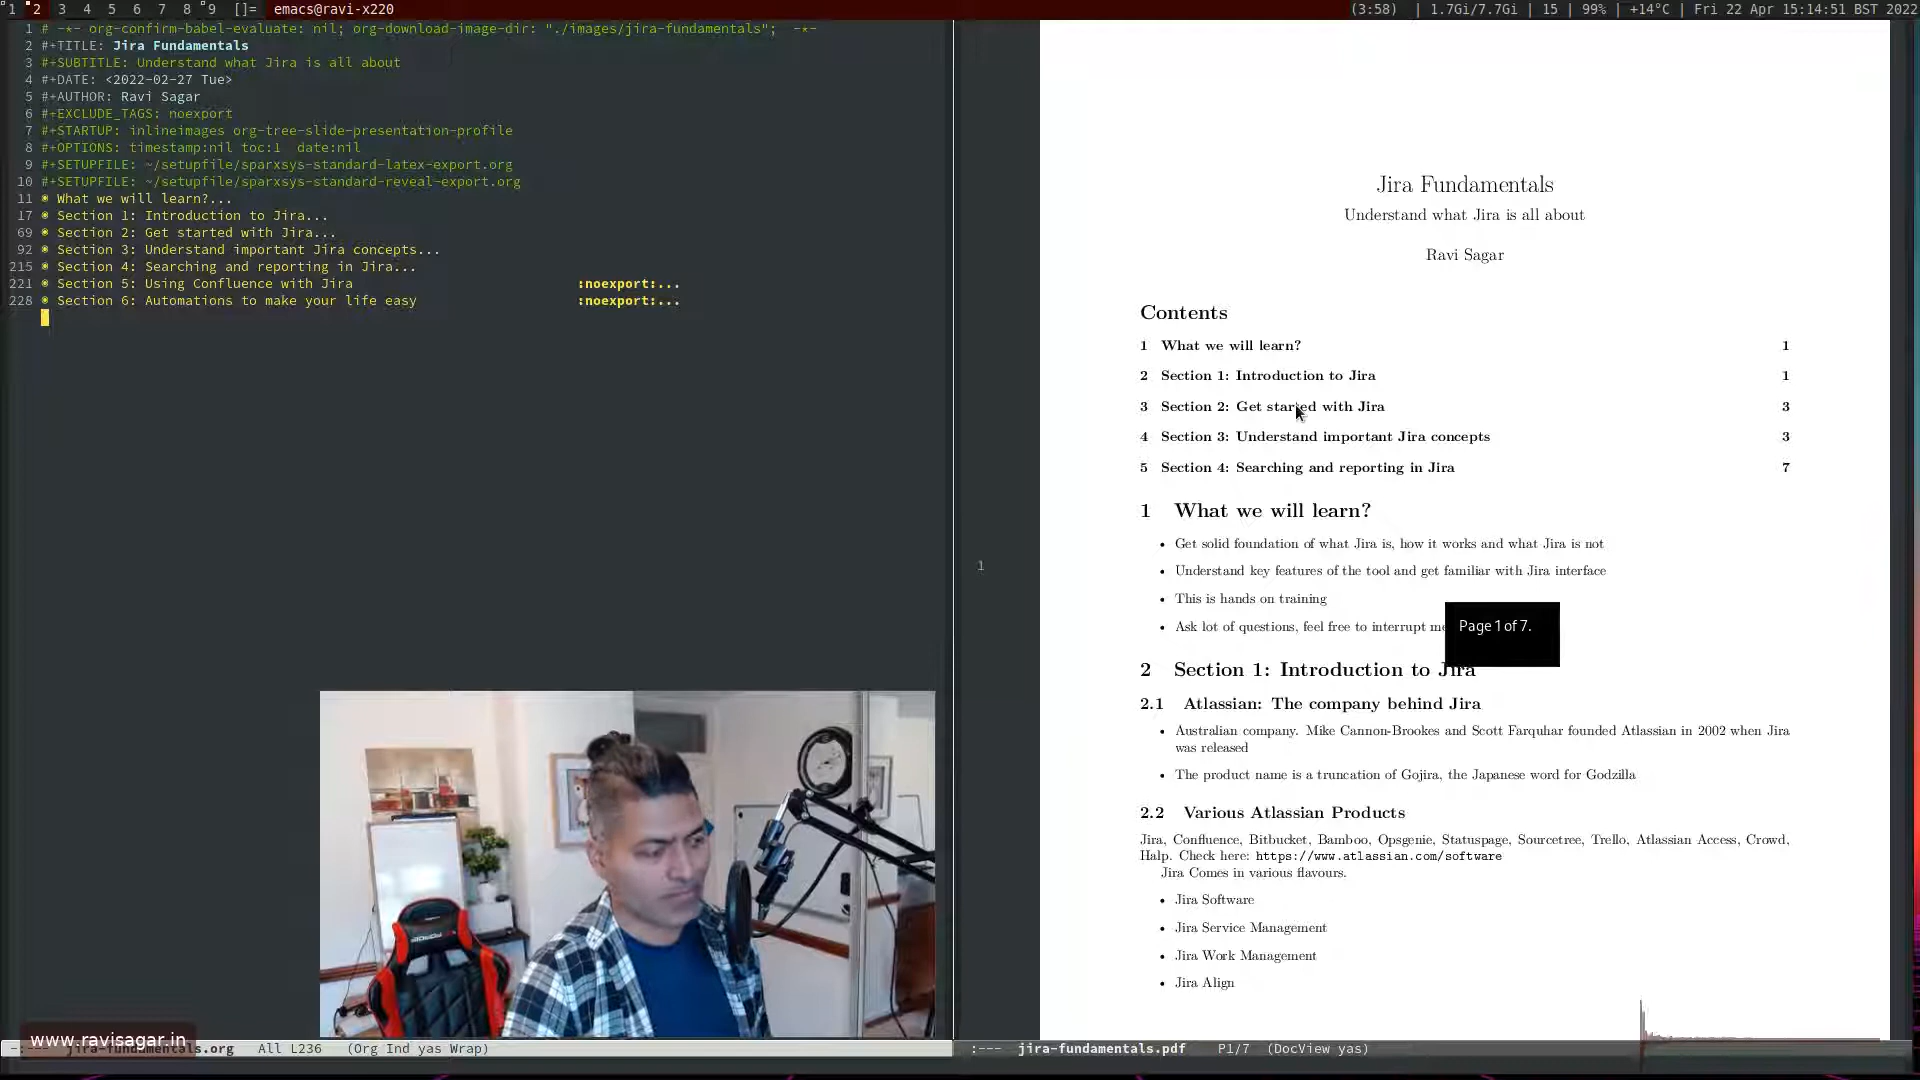 1 2 3 4 5 6 7 8 9 []= emacs@ravi-x220
(3:58) | 1.7Gi/7.7Gi | 15 | 99% | +14°C | Fri 22 Apr 15:14:51 BST 2022
1 # -*- org-confirm-babel-evaluate: nil; org-download-image-dir: "./images/jira-fundamentals"; -*-
2 #+TITLE: Jira Fundamentals
3 #+SUBTITLE: Understand what Jira is all about
4 #+DATE: <2022-02-27 Tue>
5 #+AUTHOR: Ravi Sagar
6 #+EXCLUDE_TAGS: noexport
7 #+STARTUP: inlineimages org-tree-slide-presentation-profile
8 #+OPTIONS: timestamp:nil toc:1 date:nil
9 #+SETUPFILE: ~/setupfile/sparxsys-standard-latex-export.org
10 #+SETUPFILE: ~/setupfile/sparxsys-standard-reveal-export.org
11 What we will learn?...
17 Section 1: Introduction to Jira...
69 Section 2: Get started with Jira...
92 Section 3: Understand important Jira concepts...
215 Section 4: Searching and reporting in Jira...
221 Section 5: Using Confluence with Jira :noexport:...
228 Section 6: Automations to make your life easy :noexport:...
www.ravisagar.in
-:--- jira-fundamentals.org All L236 (Org Ind yas Wrap)
1
Jira Fundamentals
Understand what Jira is all about
Ravi Sagar
Contents
1 What we will learn? 1
2 Section 1: Introduction to Jira 1
3 Section 2: Get started with Jira 3
4 Section 3: Understand important Jira concepts 3
5 Section 4: Searching and reporting in Jira 7
1 What we will learn?
• Get solid foundation of what Jira is, how it works and what Jira is not
• Understand key features of the tool and get familiar with Jira interface
• This is hands on training
• Ask lot of questions, feel free to interrupt me
Page 1 of 7.
2 Section 1: Introduction to Jira
2.1 Atlassian: The company behind Jira
• Australian company. Mike Cannon-Brookes and Scott Farquhar founded Atlassian in 2002 when Jira
was released
• The product name is a truncation of Gojira, the Japanese word for Godzilla
2.2 Various Atlassian Products
Jira, Confluence, Bitbucket, Bamboo, Opsgenie, Statuspage, Sourcetree, Trello, Atlassian Access, Crowd,
Halp. Check here: https://www.atlassian.com/software
Jira Comes in various flavours.
• Jira Software
• Jira Service Management
• Jira Work Management
• Jira Align
:--- jira-fundamentals.pdf P1/7 (DocView yas)